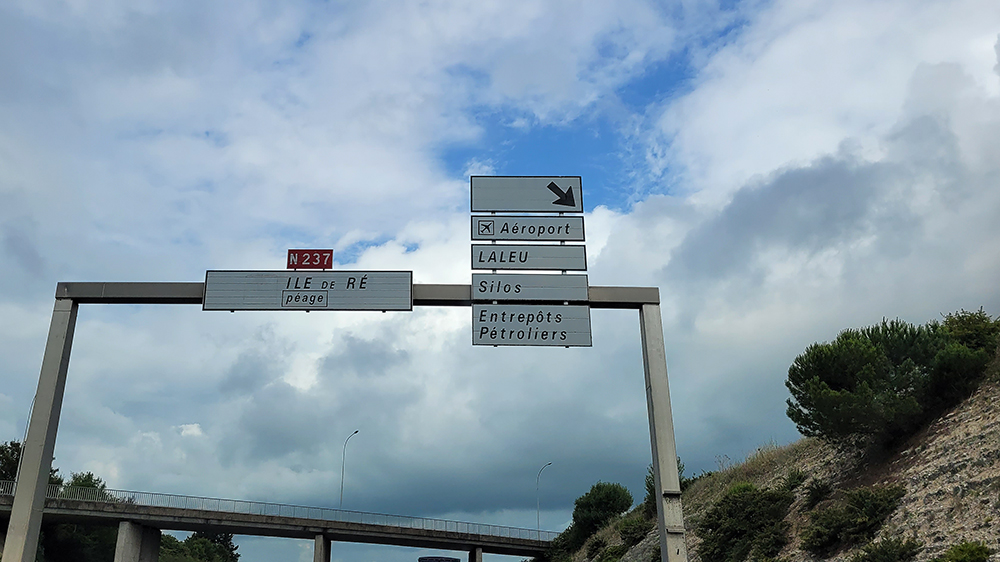 N 237
ILE DE RÉ
péage
Aéroport
LALEU
Silos
Entrepôts
Pétroliers